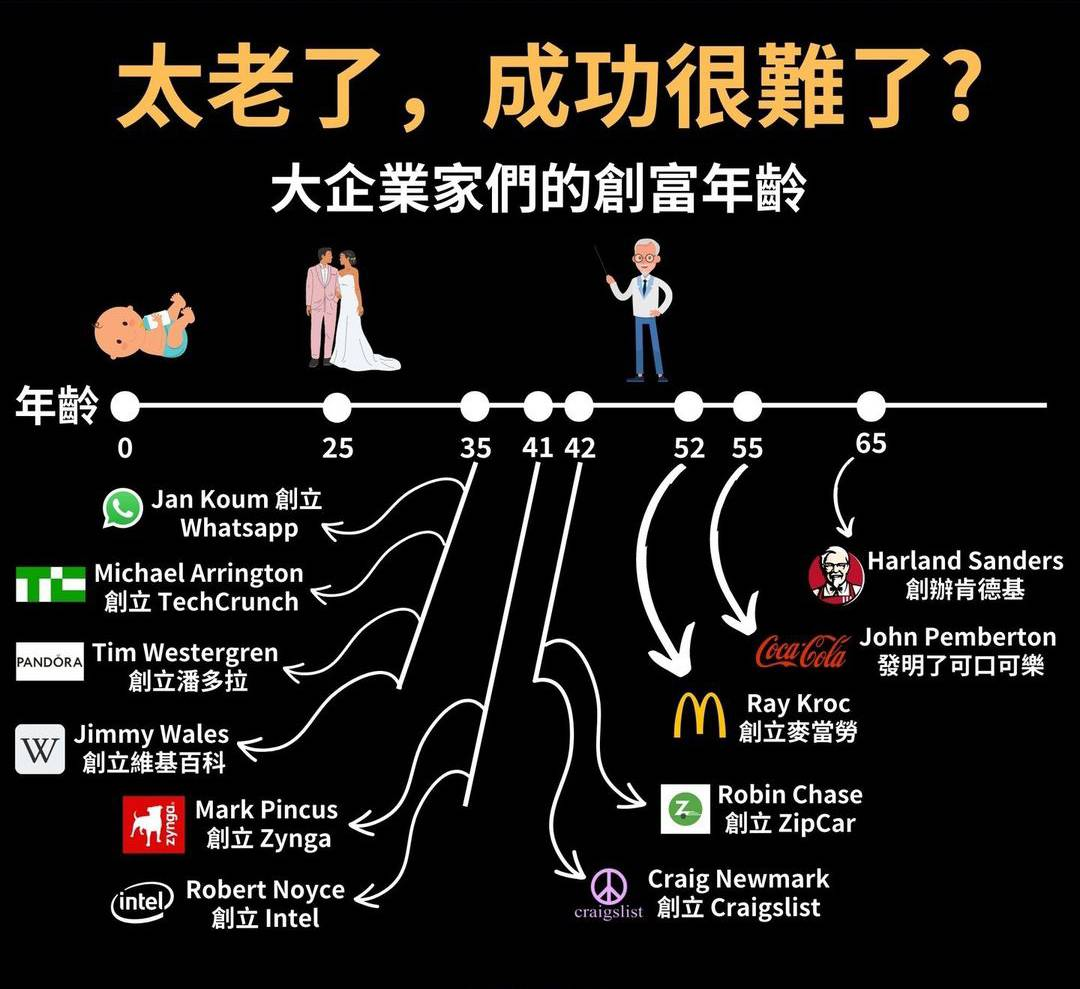 太老了，成功很難了？
大企業家們的創富年齡
年齡
0
25
35
41
42
52
55
65
Jan Koum 創立
Whatsapp
Michael Arrington
創立 TechCrunch
PANDÖRA
Tim Westergren
創立潘多拉
W
Jimmy Wales
創立維基百科
zynga
Mark Pincus
創立 Zynga
intel
Robert Noyce
創立 Intel
Harland Sanders
創辦肯德基
Coca-Cola
John Pemberton
發明了可口可樂
Ray Kroc
創立麥當勞
Z
Robin Chase
創立 ZipCar
craigslist
Craig Newmark
創立 Craigslist